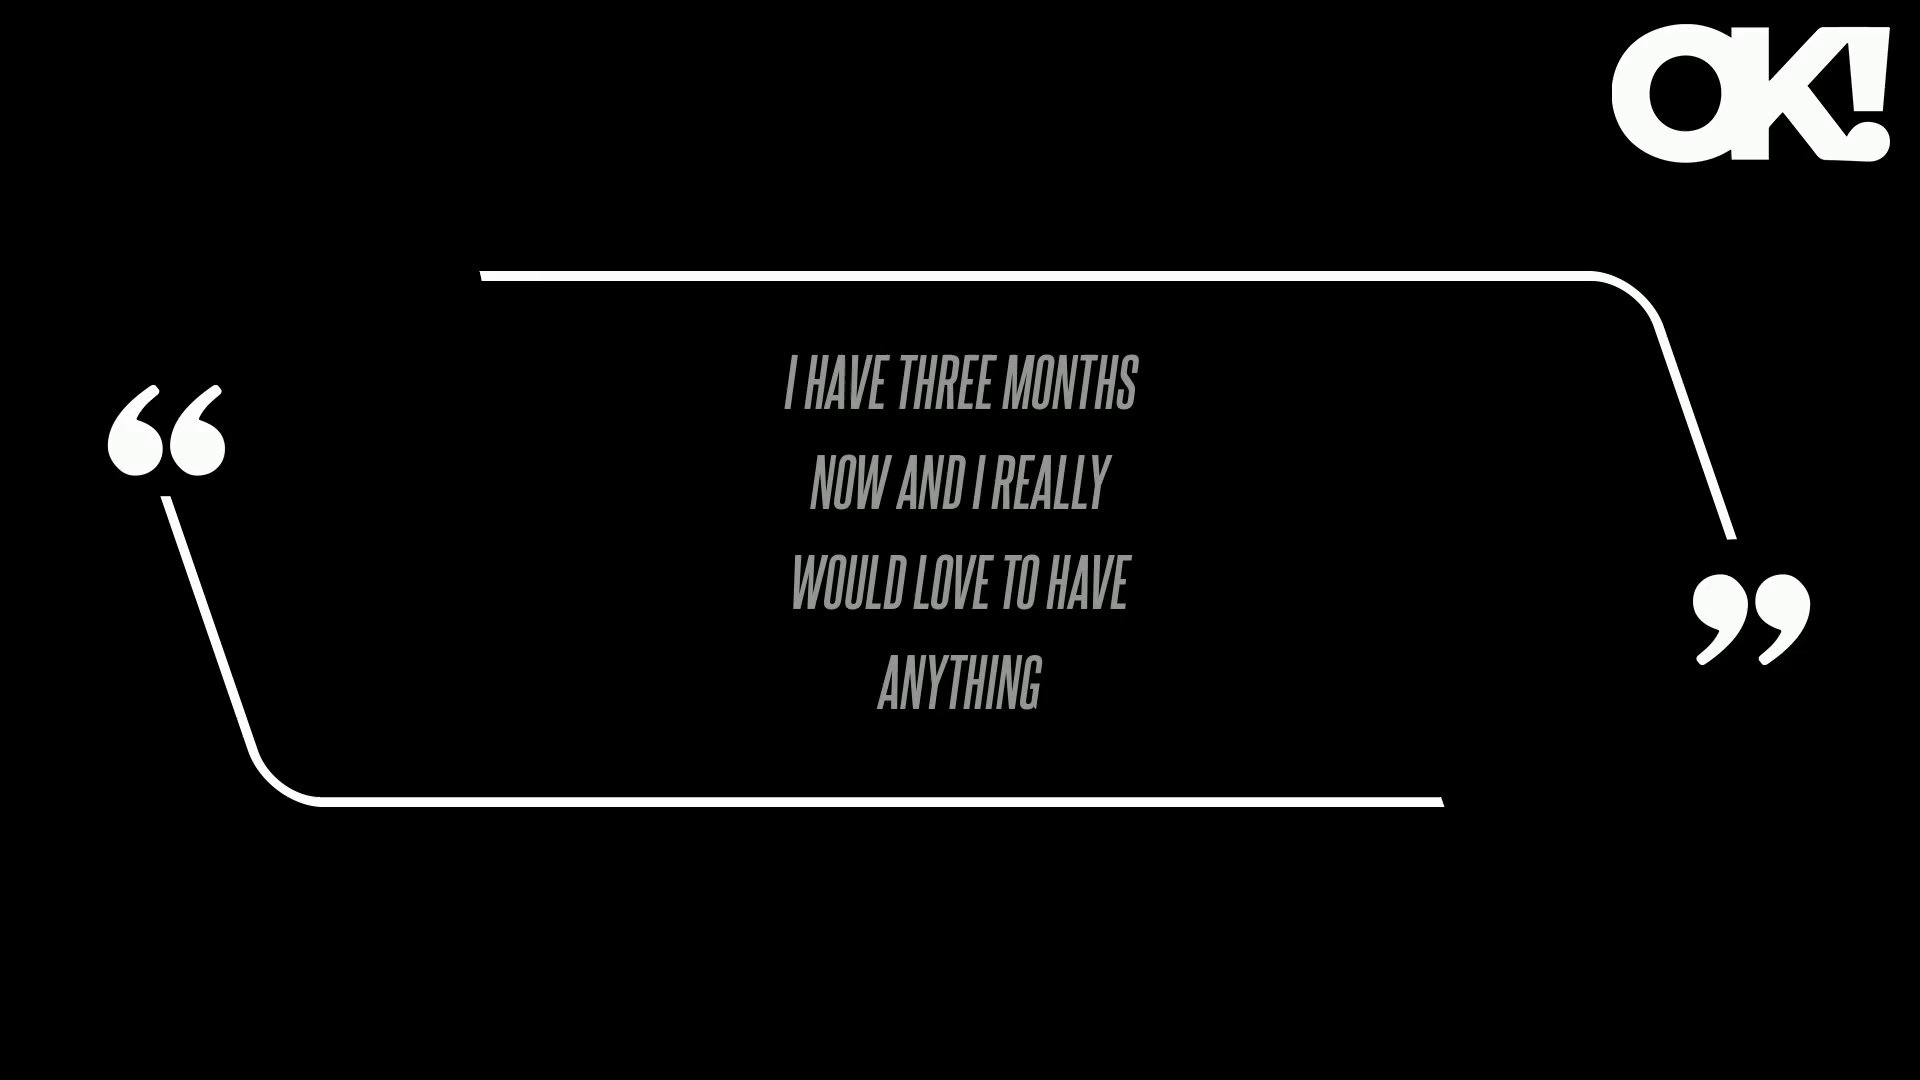 OK!
“
I HAVE THREE MONTHS
NOW AND I REALLY
WOULD LOVE TO HAVE
ANYTHING
”